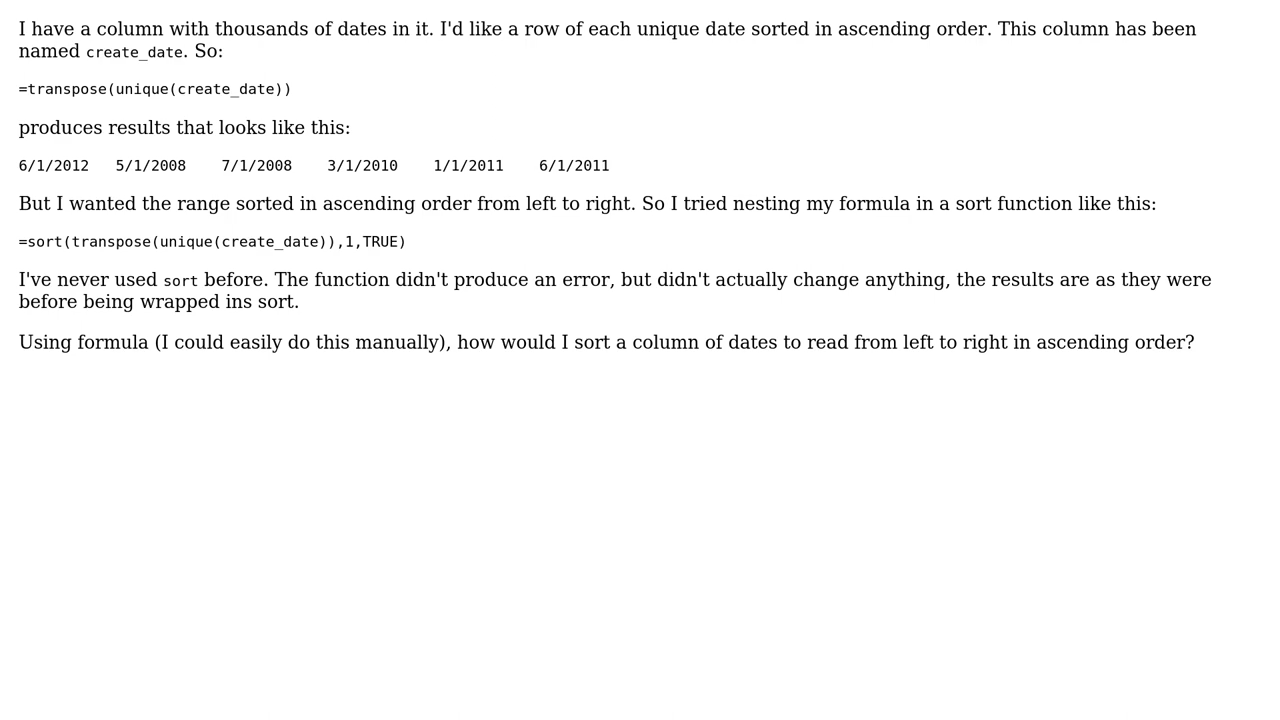 I have a column with thousands of dates in it. I'd like a row of each unique date sorted in ascending order. This column has been
named create_date. So:
=transpose(unique(create_date))
produces results that looks like this:
6/1/2012   5/1/2008    7/1/2008    3/1/2010    1/1/2011    6/1/2011
But I wanted the range sorted in ascending order from left to right. So I tried nesting my formula in a sort function like this:
=sort(transpose(unique(create_date)),1,TRUE)
I've never used sort before. The function didn't produce an error, but didn't actually change anything, the results are as they were
before being wrapped ins sort.
Using formula (I could easily do this manually), how would I sort a column of dates to read from left to right in ascending order?